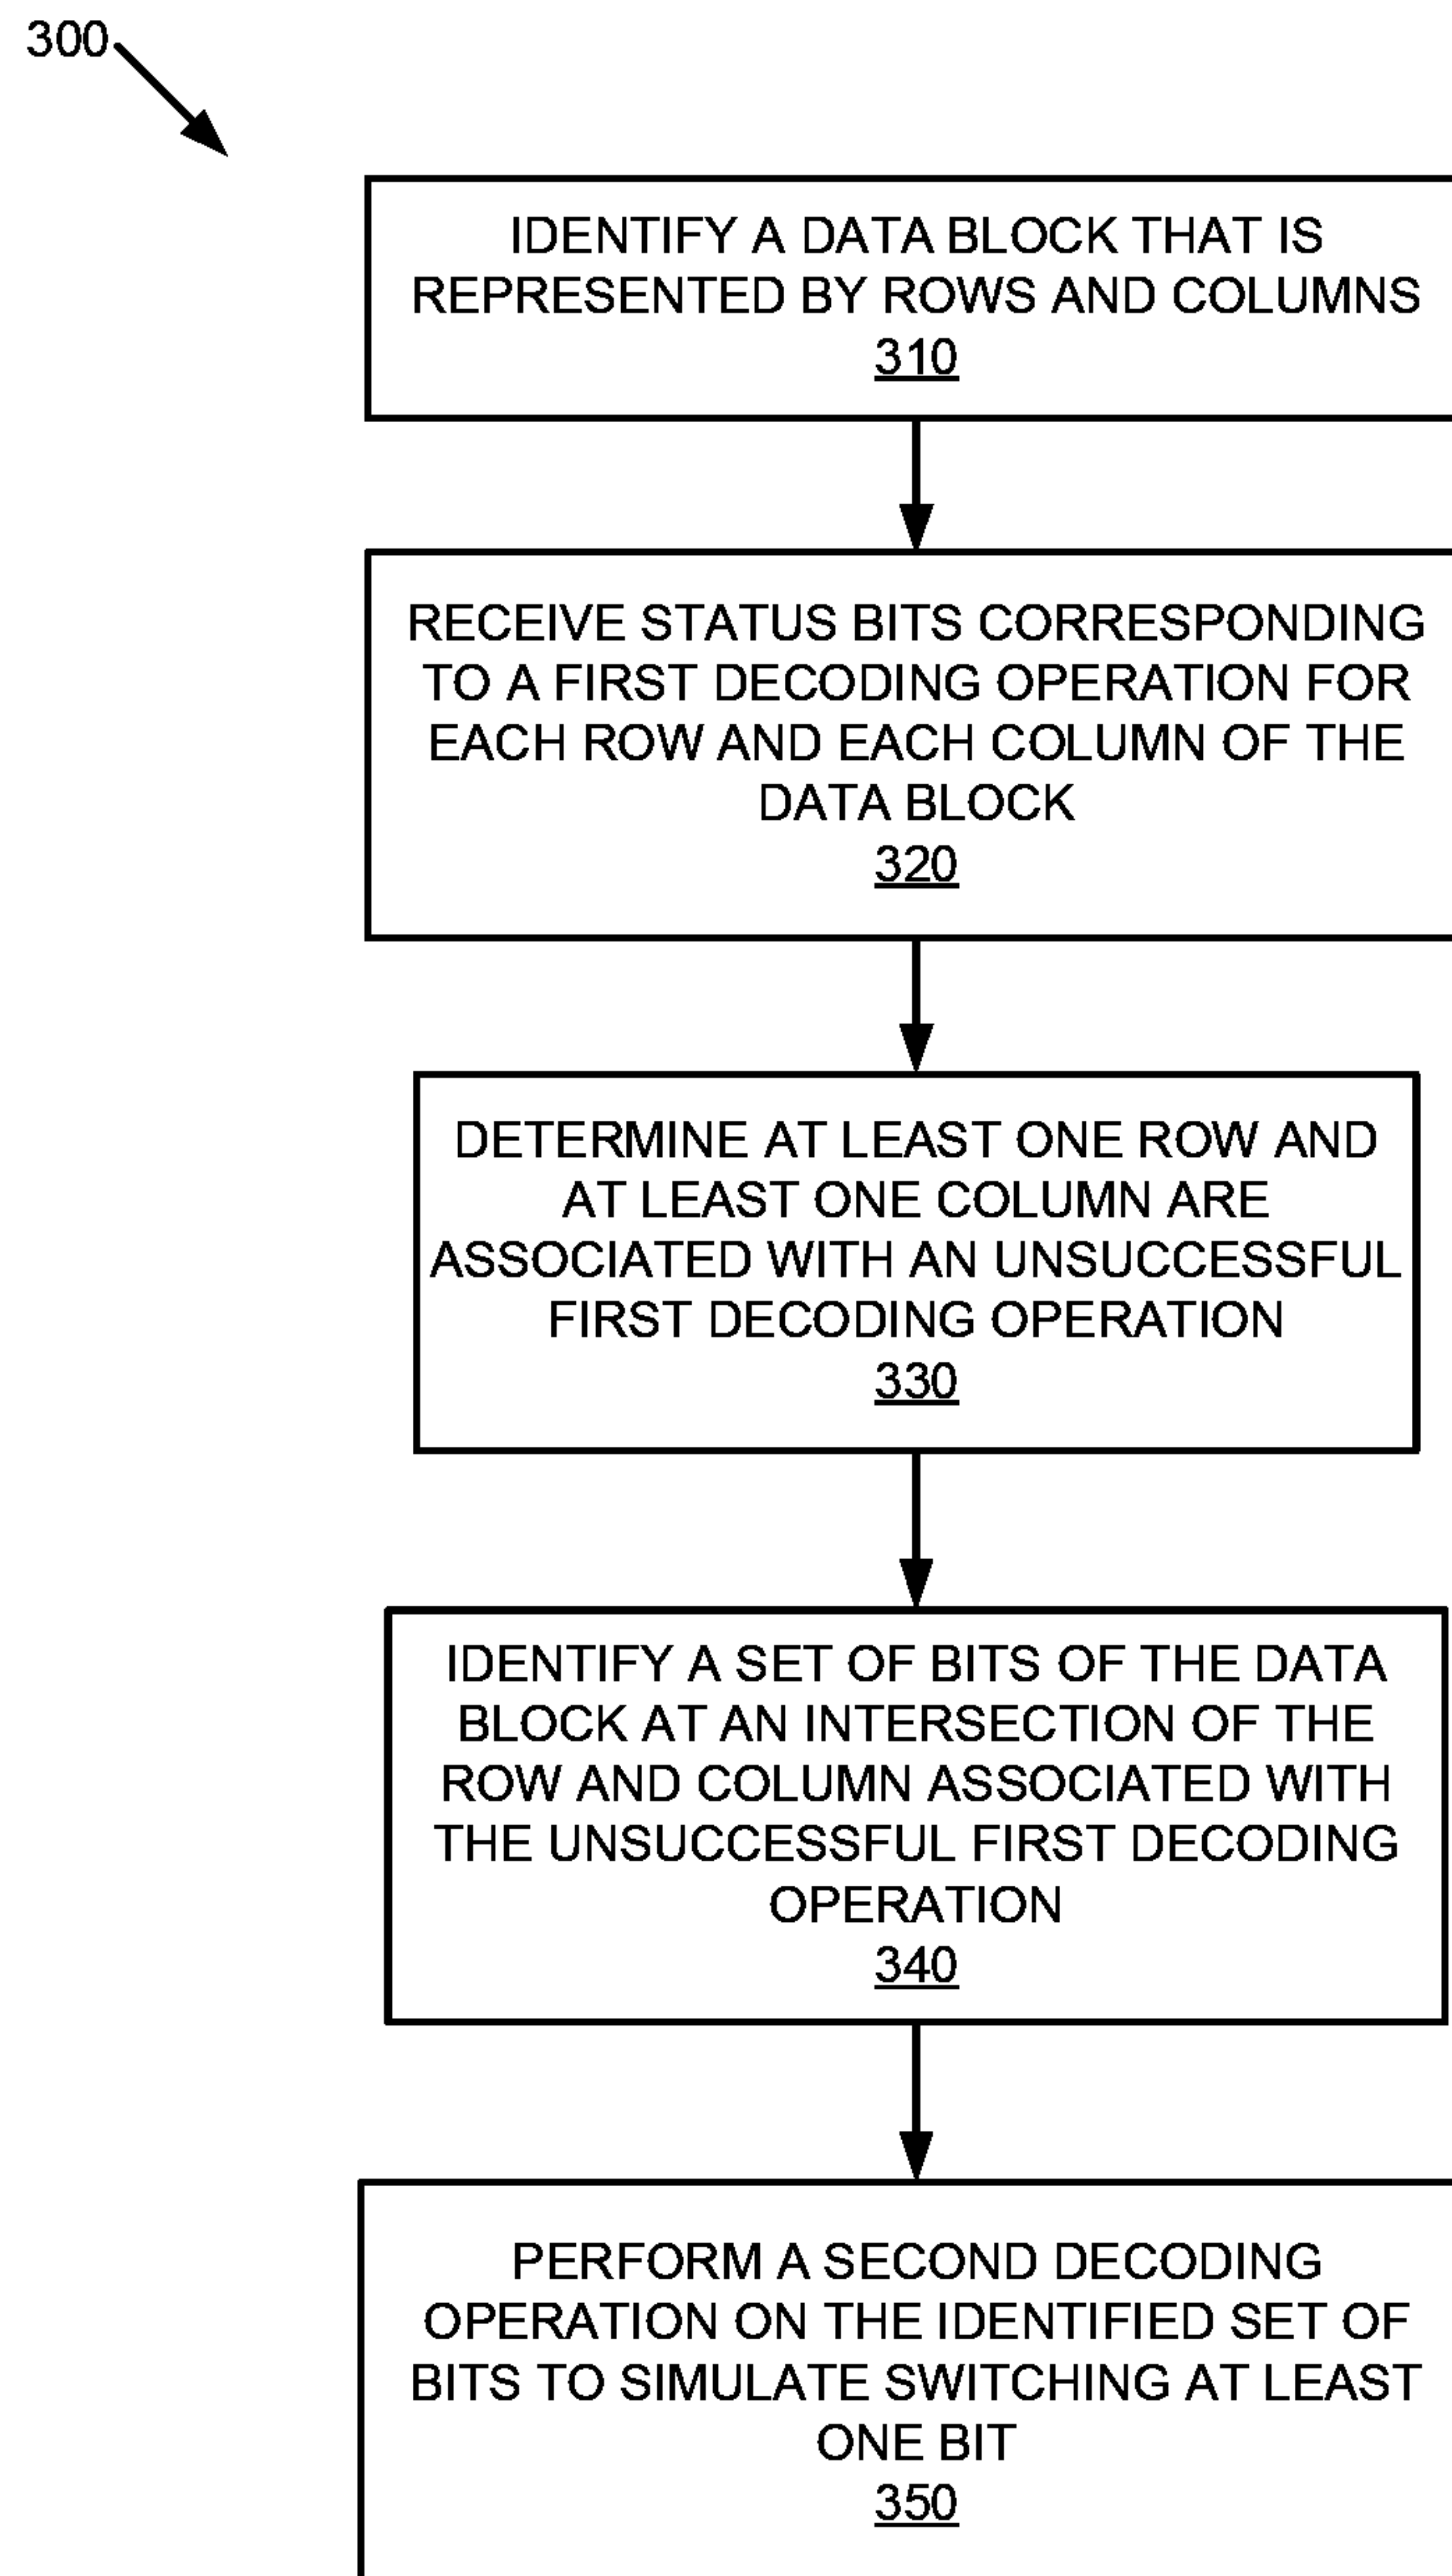 300
IDENTIFY A DATA BLOCK THAT IS
REPRESENTED BY ROWS AND COLUMNS
310
RECEIVE STATUS BITS CORRESPONDING
TO A FIRST DECODING OPERATION FOR
EACH ROW AND EACH COLUMN OF THE
DATA BLOCK
320
DETERMINE AT LEAST ONE ROW AND
AT LEAST ONE COLUMN ARE
ASSOCIATED WITH AN UNSUCCESSFUL
FIRST DECODING OPERATION
330
IDENTIFY A SET OF BITS OF THE DATA
BLOCK AT AN INTERSECTION OF THE
ROW AND COLUMN ASSOCIATED WITH
THE UNSUCCESSFUL FIRST DECODING
OPERATION
340
PERFORM A SECOND DECODING
OPERATION ON THE IDENTIFIED SET OF
BITS TO SIMULATE SWITCHING AT LEAST
ONE BIT
350